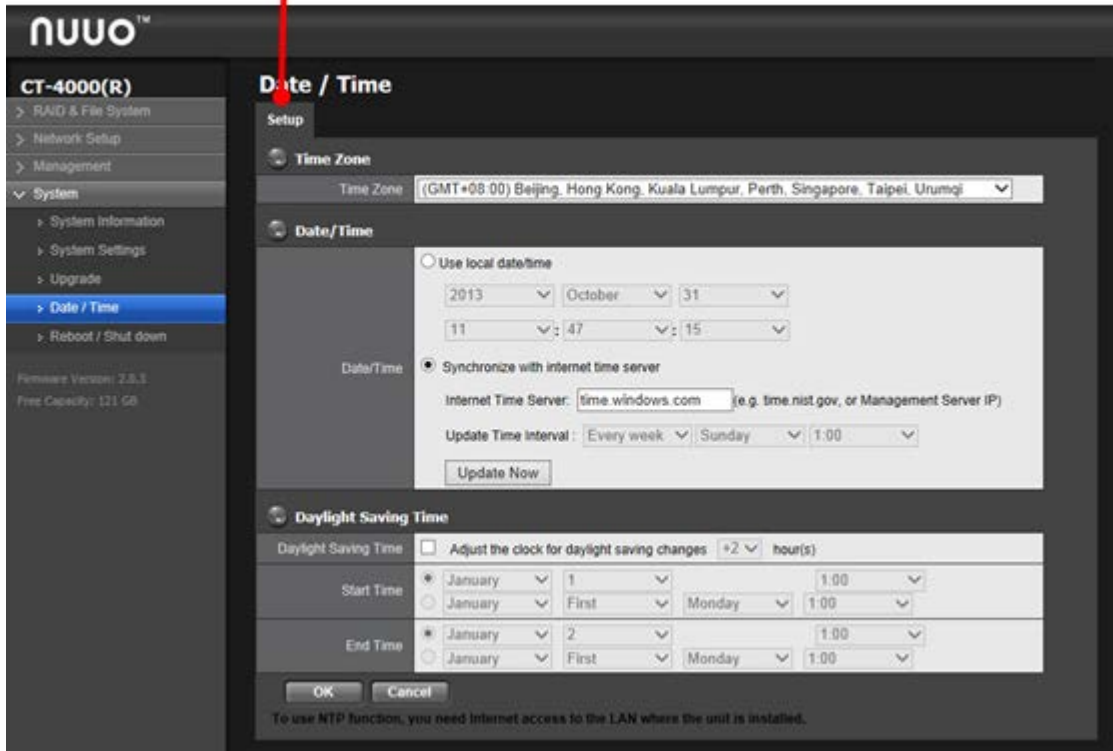 nuuo™
CT-4000(R)
> RAID & File System
> Network Setup
> Management
System
> System Information
> System Settings
> Upgrade
> Date / Time
> Reboot / Shut down
Firmware Version: 2.0.3
Free Capacity: 121 GB
Date / Time
Setup
Time Zone
Time Zone (GMT+08:00) Beijing, Hong Kong, Kuala Lumpur, Perth, Singapore, Taipei, Urumqi
Date/Time
Use local date/time
2013 October 31
11 : 47 : 15
Date/Time Synchronize with internet time server
Internet Time Server: time.windows.com (e.g. time.nist.gov, or Management Server IP)
Update Time Interval : Every week Sunday 1:00
Update Now
Daylight Saving Time
Daylight Saving Time Adjust the clock for daylight saving changes +2 hour(s)
Start Time
January 1 1:00
January First Monday 1:00
End Time
January 2 1:00
January First Monday 1:00
OK Cancel
To use NTP function, you need Internet access to the LAN where the unit is installed.